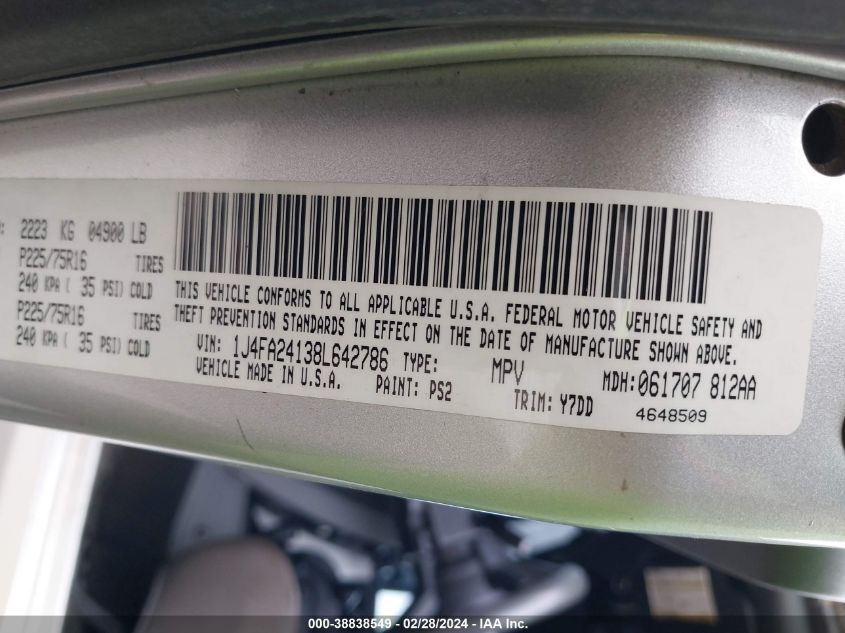 2223 KG 04900 LB
P225/75R16 TIRES
240 KPA ( 35 PSI) COLD
P225/75R16 TIRES
240 KPA ( 35 PSI) COLD
THIS VEHICLE CONFORMS TO ALL APPLICABLE U.S.A. FEDERAL MOTOR VEHICLE SAFETY AND
THEFT PREVENTION STANDARDS IN EFFECT ON THE DATE OF MANUFACTURE SHOWN ABOVE.
VIN: 1J4FA24138L642786 TYPE: MPV MDH: 061707 812AA
VEHICLE MADE IN U.S.A. PAINT: PS2 TRIM: Y7DD 4648509
000-38838549 - 02/28/2024 - IAA Inc.